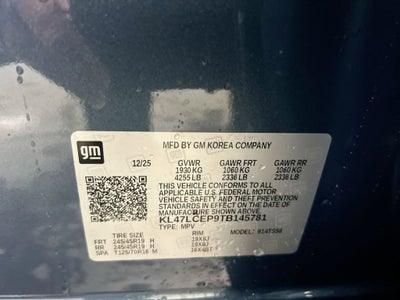 gm
MFD BY GM KOREA COMPANY
12/25 GVWR GAWR FRT GAWR RR
1930 KG 1060 KG 1060 KG
4255 LB 2336 LB 2336 LB
THIS VEHICLE CONFORMS TO ALL
APPLICABLE U.S. FEDERAL MOTOR
VEHICLE SAFETY AND THEFT
PREVENTION STANDARDS IN EFFECT
ON THE DATE OF
MANUFACTURE SHOWN ABOVE.
KL47LCEP9TB145781
TYPE: MPV MODEL:
TIRE SIZE RIM
FRT 245/45R19 H 19X8J
RR 245/45R19 H 19X8J
SPA T125/70R16 M 16X4BT